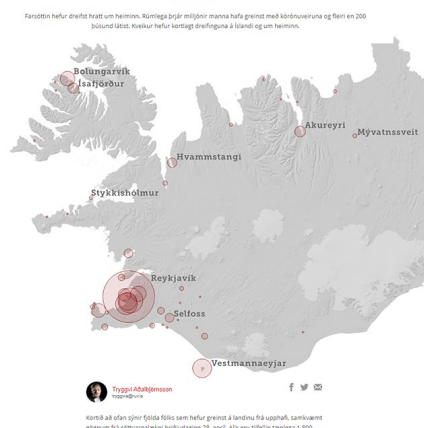 Farsóttin hefur dreifst hratt um heiminn. Rúmlega þrjár milljónir manna hafa greinst með kórónuveiruna og fleiri en 200
þúsund látist. Kveikur hefur kortlagt dreifinguna á Íslandi og um heiminn.
Bolungarvík
Ísafjörður
Akureyri
Mývatnssveit
Hvammstangi
Stykkishólmur
Reykjavík
Selfoss
Vestmannaeyjar
Tryggvi Aðalbjörnsson
Kortið að ofan sýnir fjölda fólks sem hefur greinst á landinu frá upphafi, samkvæmt